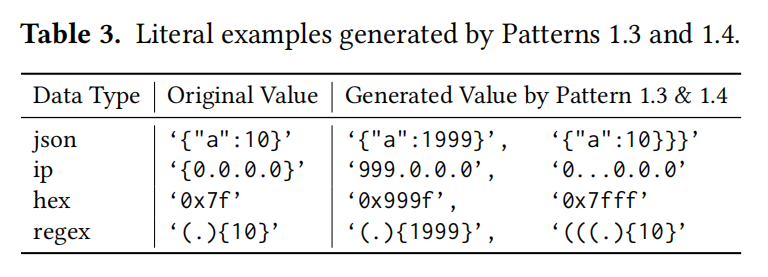 Table 3. Literal examples generated by Patterns 1.3 and 1.4.
Data Type Original Value Generated Value by Pattern 1.3 & 1.4
json ‘{"a":10}’ ‘{"a":1999}’, ‘{"a":10}}}’
ip ‘{0.0.0.0}’ ‘999.0.0.0’, ‘0...0.0.0’
hex ‘0x7f’ ‘0x999f’, ‘0x7fff’
regex ‘(.){10}’ ‘(.){1999}’, ‘(((.){10}’